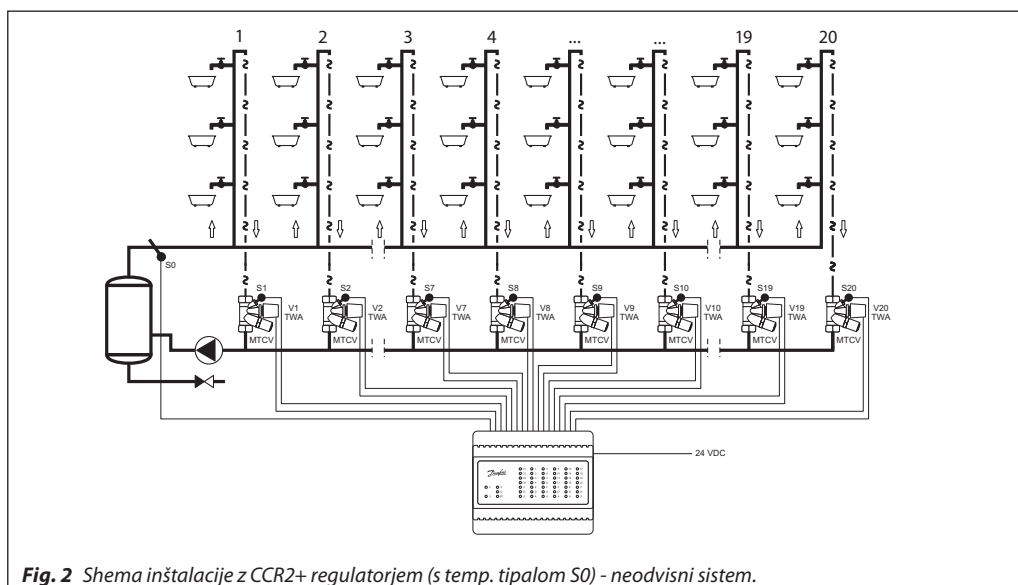 1 2 3 4 ... ... 19 20
S0
S1 S2 S7 S8 S9 S10 S19 S20
V1 V2 V7 V8 V9 V10 V19 V20
TWA TWA TWA TWA TWA TWA TWA TWA
MTCV MTCV MTCV MTCV MTCV MTCV MTCV MTCV
24 VDC
Danfoss
Fig. 2 Shema inštalacije z CCR2+ regulatorjem (s temp. tipalom S0) - neodvisni sistem.